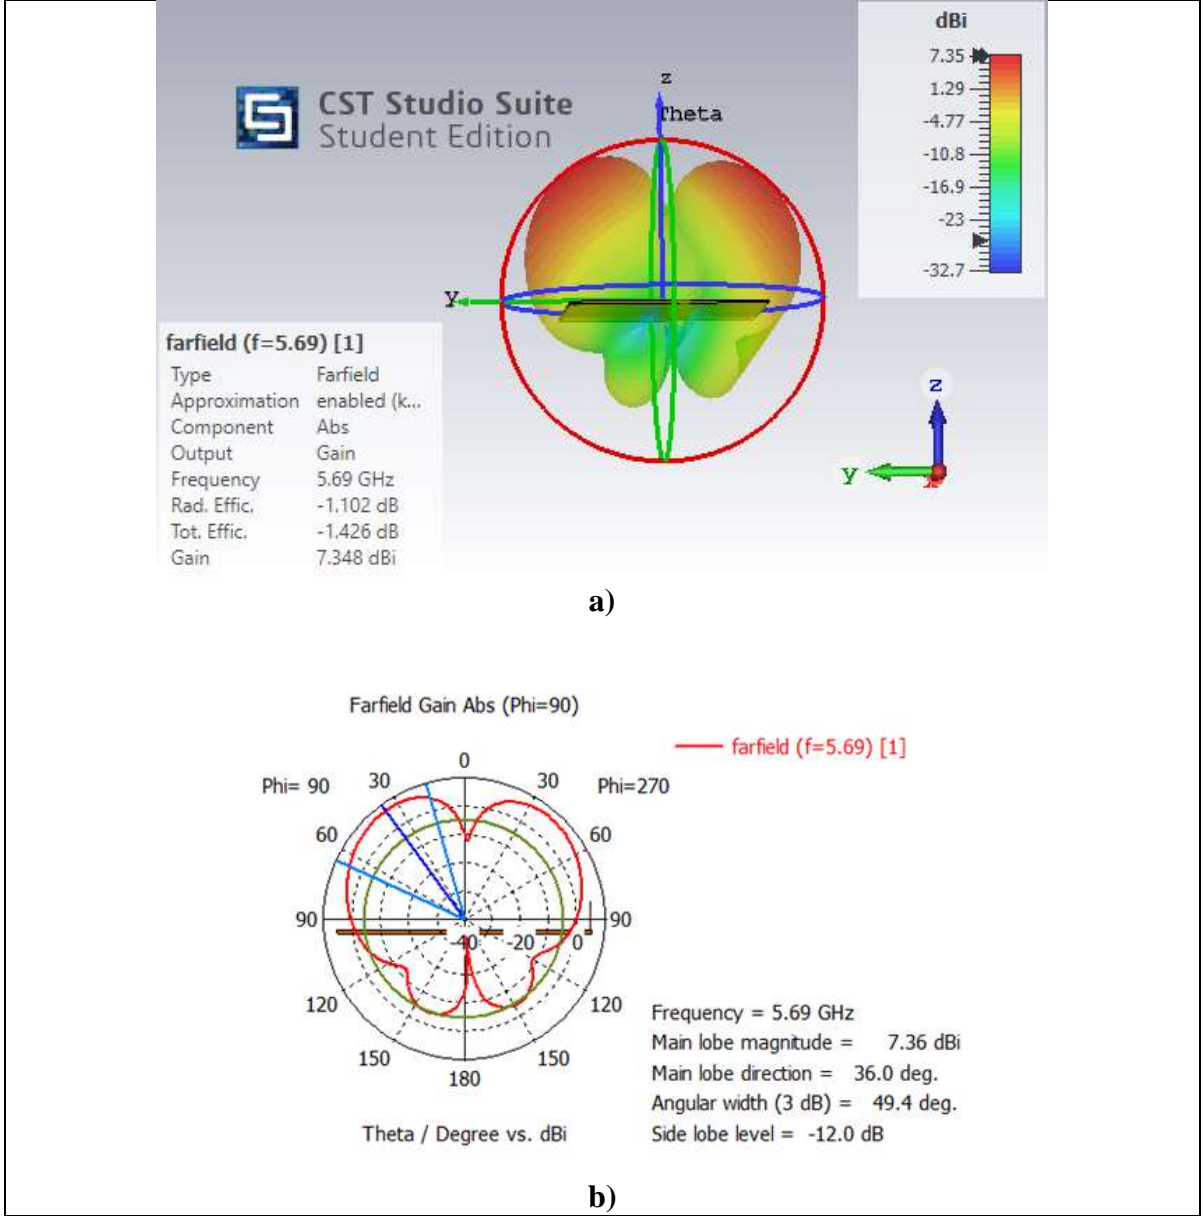 dBi
7.35
1.29
-4.77
-10.8
-16.9
-23
-32.7
z
Theta
CST Studio Suite
Student Edition
y
farfield (f=5.69) [1]
Type Farfield
Approximation enabled (k...
Component Abs
Output Gain
Frequency 5.69 GHz
Rad. Effic. -1.102 dB
Tot. Effic. -1.426 dB
Gain 7.348 dBi
z
y
x
a)
Farfield Gain Abs (Phi=90)
farfield (f=5.69) [1]
0
Phi= 90 30 30 Phi=270
60 60
90 90
-40 -20 0
120 120
150 150
180
Frequency = 5.69 GHz
Main lobe magnitude = 7.36 dBi
Main lobe direction = 36.0 deg.
Angular width (3 dB) = 49.4 deg.
Side lobe level = -12.0 dB
Theta / Degree vs. dBi
b)